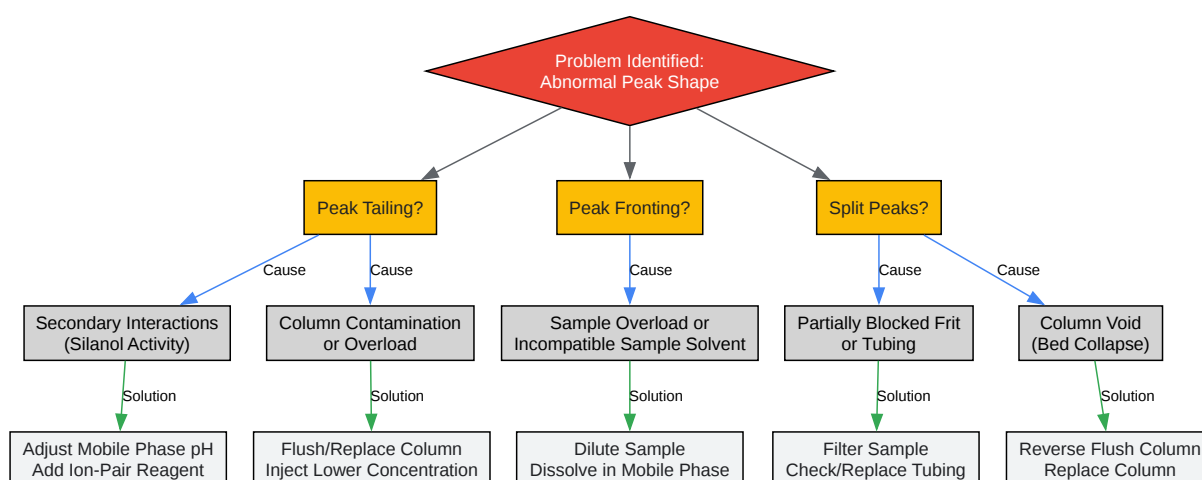 Problem Identified:
Abnormal Peak Shape
Peak Tailing?
Peak Fronting?
Split Peaks?
Cause
Cause
Cause
Cause
Cause
Secondary Interactions
(Silanol Activity)
Column Contamination
or Overload
Sample Overload or
Incompatible Sample Solvent
Partially Blocked Frit
or Tubing
Column Void
(Bed Collapse)
Solution
Solution
Solution
Solution
Solution
Adjust Mobile Phase pH
Add Ion-Pair Reagent
Flush/Replace Column
Inject Lower Concentration
Dilute Sample
Dissolve in Mobile Phase
Filter Sample
Check/Replace Tubing
Reverse Flush Column
Replace Column